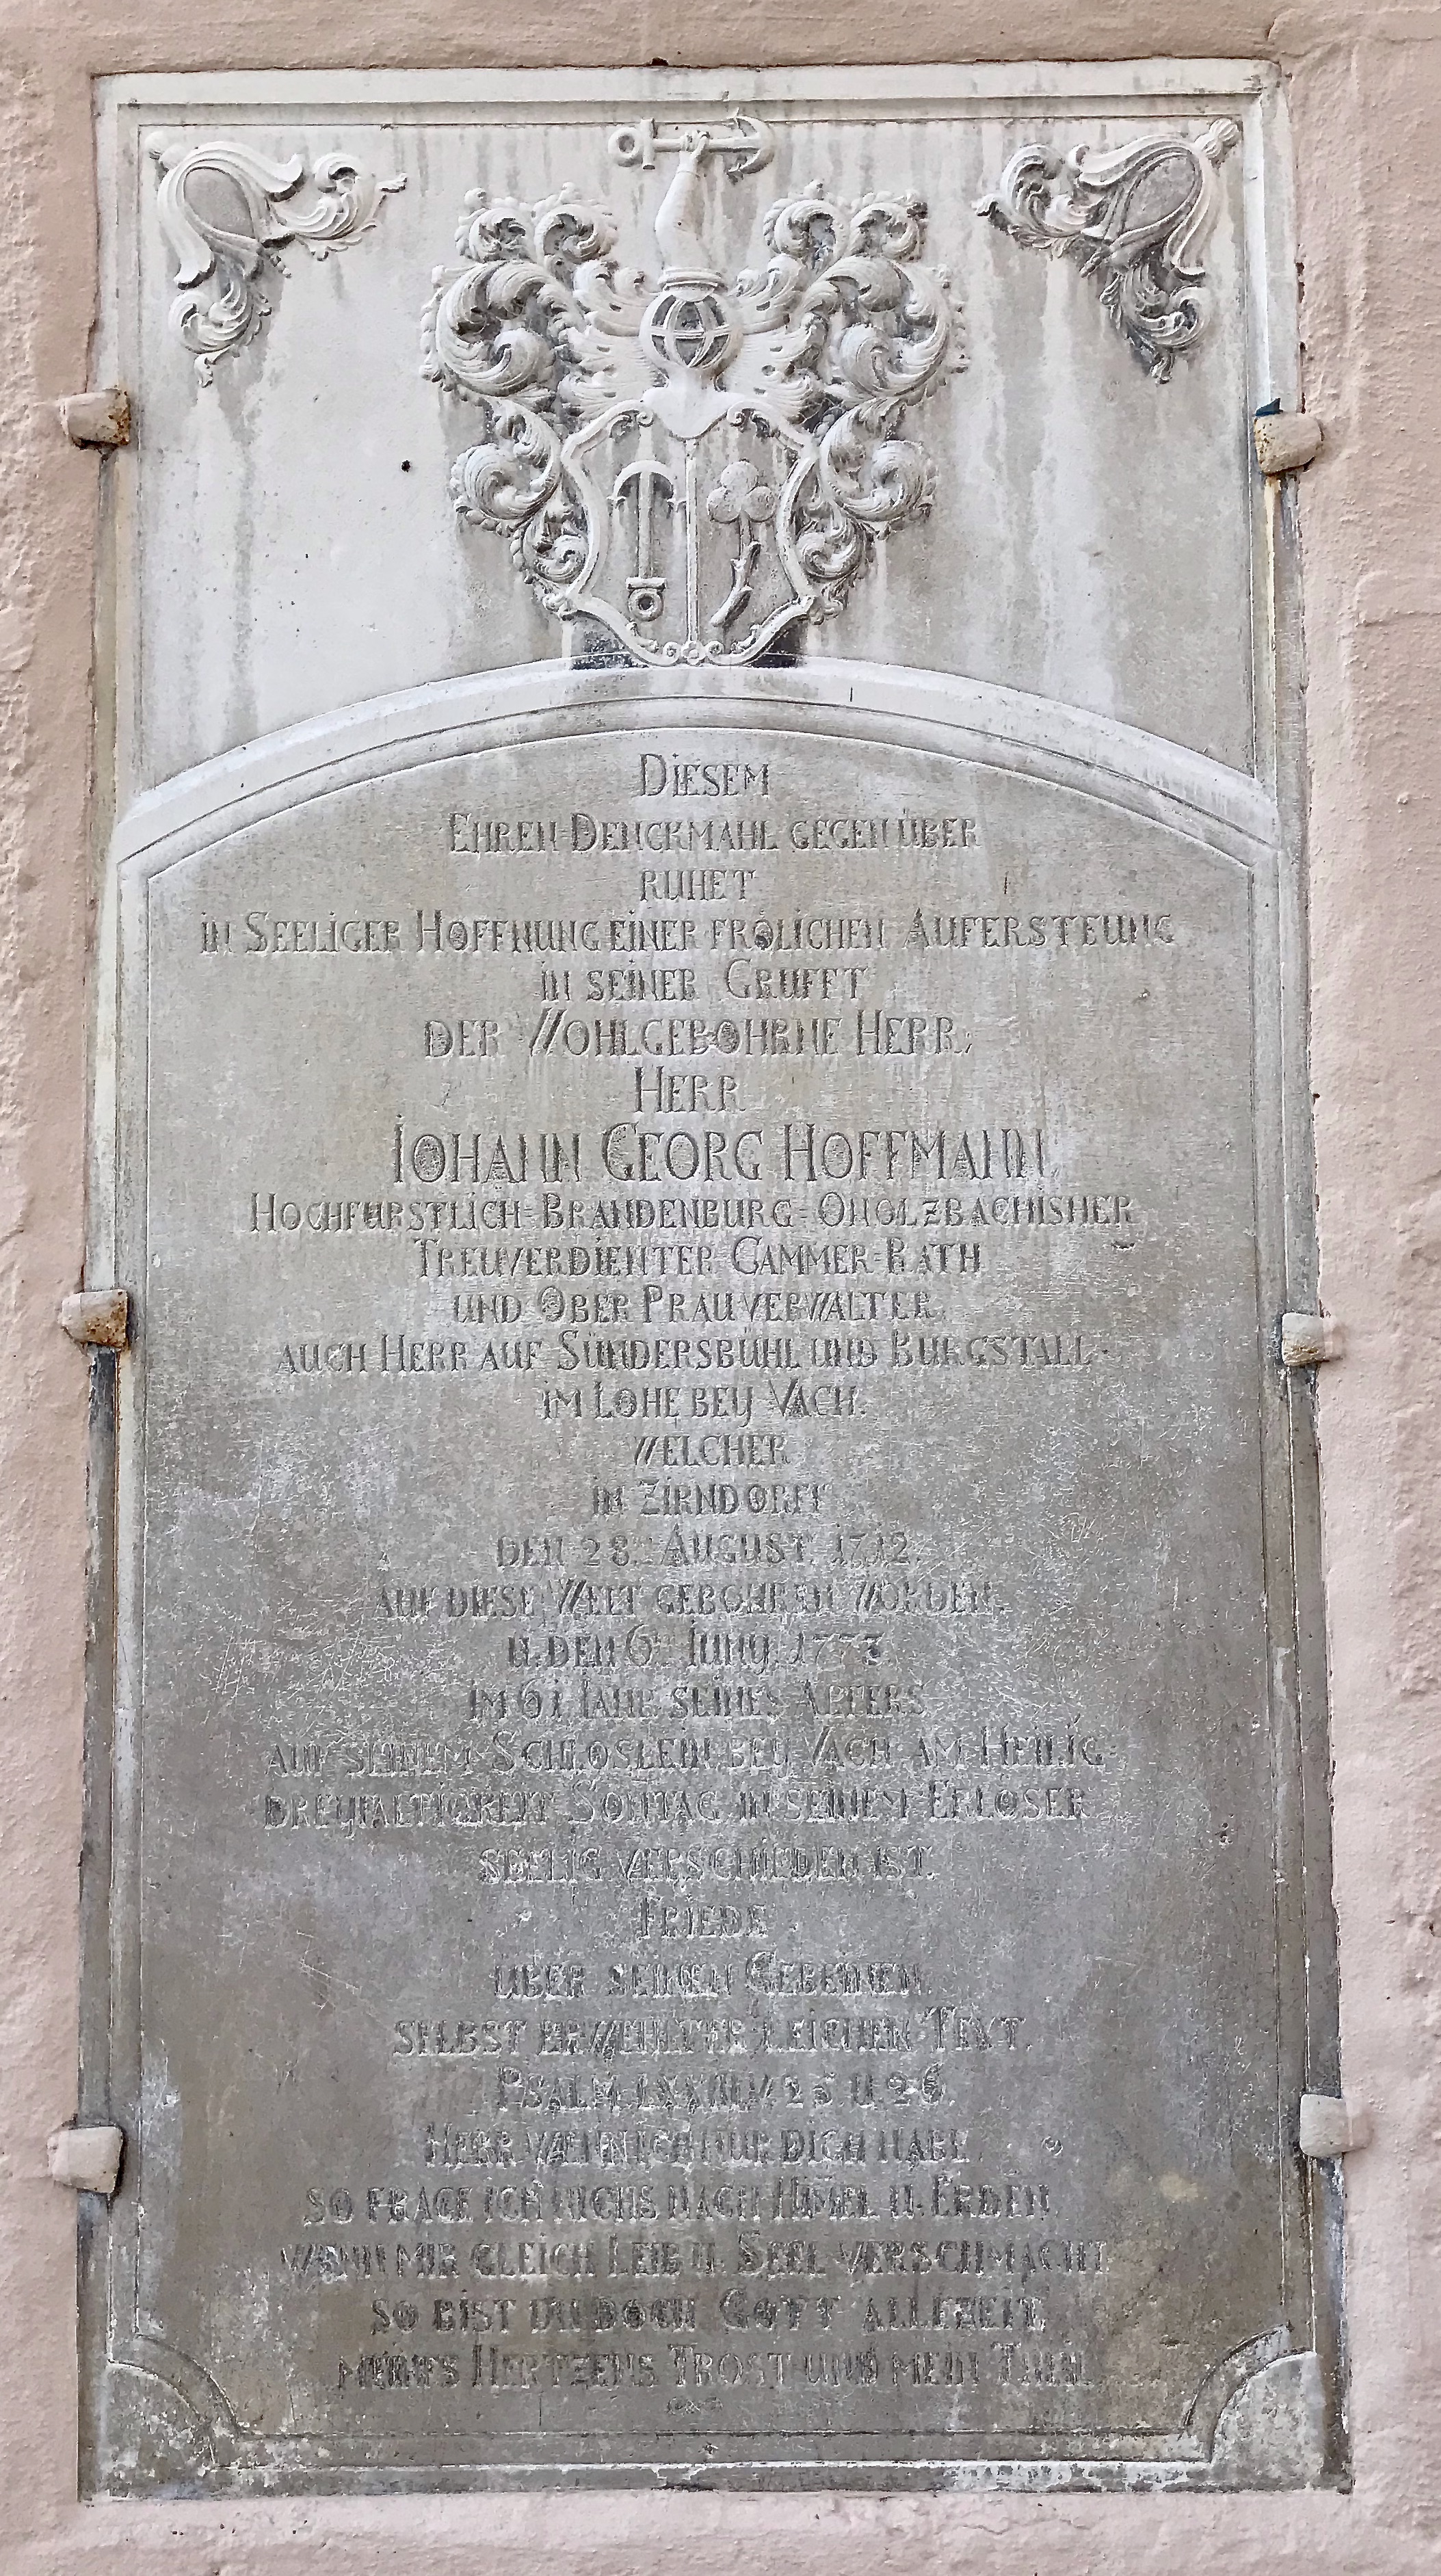 DIESEM
EHREN-DENCKMAHL GEGEN ÜBER
RUHET
IN SEELIGER HOFFNUNG EINER FRÖLICHEN AUFERSTEUNG
IN SEINER GRUFFT
DER WOHLGEBOHRNE HERR,
HERR
IOHANN GEORG HOFFMANN,
HOCHFURSTLICH-BRANDENBURG-ONOLZBACHISHER
TREUVERDIENTER CAMMER-RATH
UND OBER PRAUVERWALTER,
AUCH HERR AUF SÜNDERSBÜHL UND BURGSTALL
IM LOHE BEY VACH.
WELCHER
IN ZIRNDORFF
DEN 28. AUGUST. 1712.
AUF DIESE WELT GEBOHREN WORDEN,
U. DEN 6. IUNY. 1773.
IM 61 IAHR SEINES ALTERS
AUF SEINEM SCHLOSLEIN BEY VACH AM HEILIG
DREYFALTIGKEIT SONTAG IN SEINEM ERLOSER
SEELIG VERSCHIEDEN IST.
FRIEDE
UBER SEINEN GEBEINEN.
SELBST ERWEHLTER LEICHEN TEXT.
PSALM LXXIII V 25 U. 26.
HERR WENN ICH NUR DICH HABE
SO FRAGE ICH NICHS NACH HIMEL U. ERDEN,
WENN MIR GLEICH LEIB U. SEEL VERSCHMACHT
SO BIST DU DOCH GOTT ALLEZEIT,
MEINES HERTZENS TROST UND MEIN THEIL.